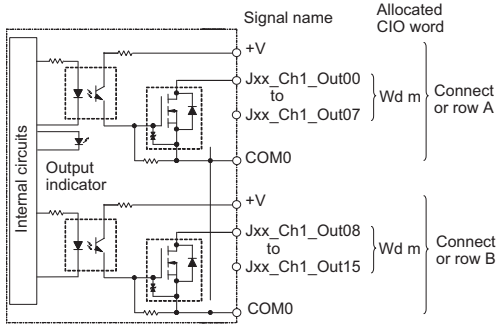 Signal name
Allocated
CIO word
+V
Jxx_Ch1_Out00
to
Jxx_Ch1_Out07
Wd m
Connect
or row A
COM0
Internal circuits
Output
indicator
+V
Jxx_Ch1_Out08
to
Jxx_Ch1_Out15
Wd m
Connect
or row B
COM0